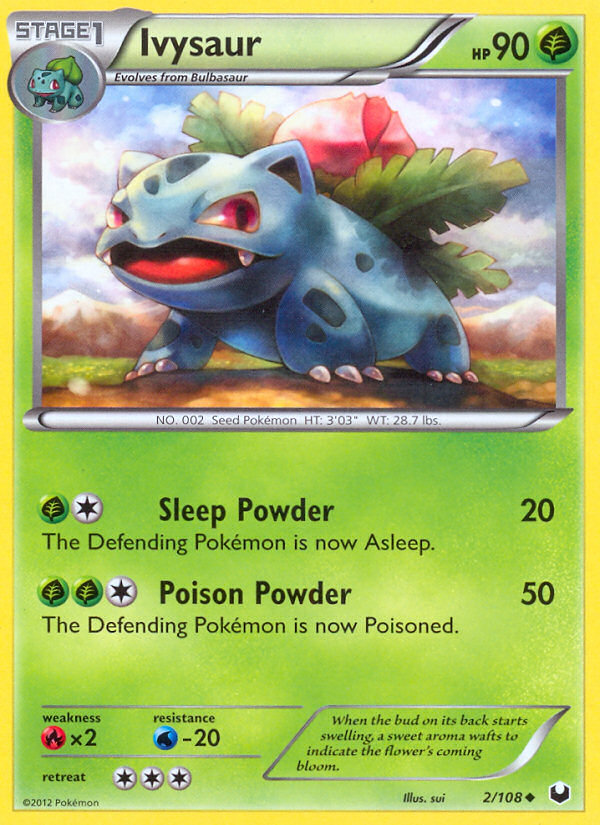 STAGE1
Ivysaur
HP 90
Evolves from Bulbasaur
NO. 002 Seed Pokémon HT: 3'03" WT: 28.7 lbs.
Sleep Powder 20
The Defending Pokémon is now Asleep.
Poison Powder 50
The Defending Pokémon is now Poisoned.
weakness
×2
resistance
-20
retreat
When the bud on its back starts
swelling, a sweet aroma wafts to
indicate the flower's coming
bloom.
©2012 Pokémon
Illus. sui
2/108